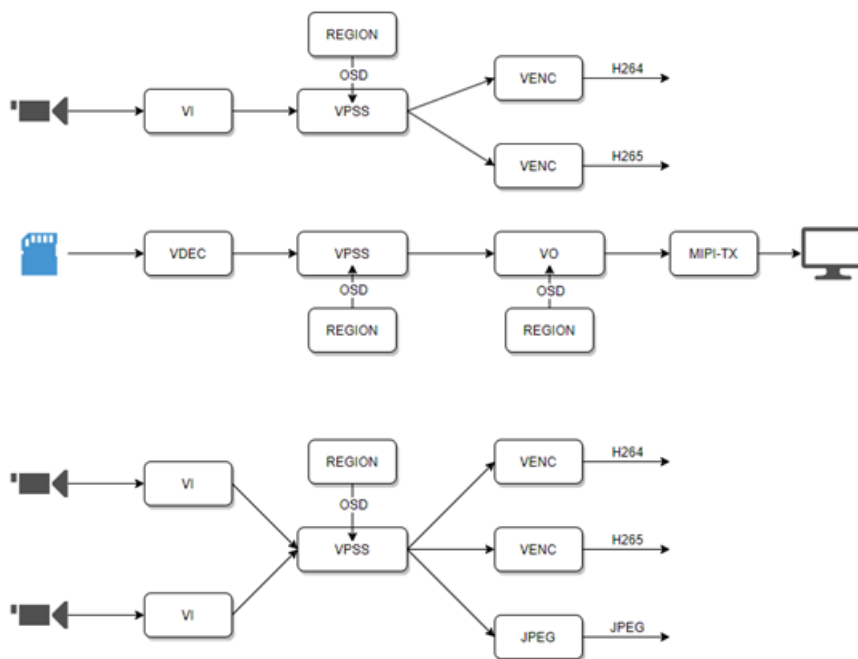 REGION
OSD
VI
VPSS
VENC
H264
VENC
H265
VDEC
VPSS
VO
MIPI-TX
OSD
OSD
REGION
REGION
REGION
OSD
VI
VPSS
VI
VENC
H264
VENC
H265
JPEG
JPEG